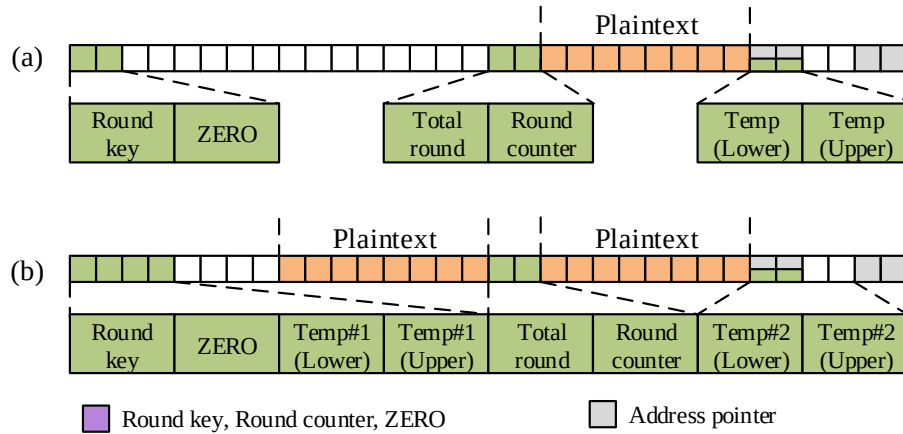 Plaintext
(a)
Round key
ZERO
Total round
Round counter
Temp (Lower)
Temp (Upper)
Plaintext
Plaintext
(b)
Round key
ZERO
Temp#1 (Lower)
Temp#1 (Upper)
Total round
Round counter
Temp#2 (Lower)
Temp#2 (Upper)
Round key, Round counter, ZERO
Address pointer